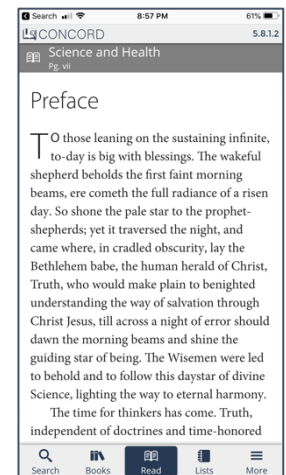 Search 8:57 PM 61%
CONCORD 5.8.1.2
Science and Health
Pg. vii
Preface
TO those leaning on the sustaining infinite,
to-day is big with blessings. The wakeful
shepherd beholds the first faint morning
beams, ere cometh the full radiance of a risen
day. So shone the pale star to the prophet-
shepherds; yet it traversed the night, and
came where, in cradled obscurity, lay the
Bethlehem babe, the human herald of Christ,
Truth, who would make plain to benighted
understanding the way of salvation through
Christ Jesus, till across a night of error should
dawn the morning beams and shine the
guiding star of being. The Wisemen were led
to behold and to follow this daystar of divine
Science, lighting the way to eternal harmony.
The time for thinkers has come. Truth,
independent of doctrines and time-honored
Search Books Read Lists More